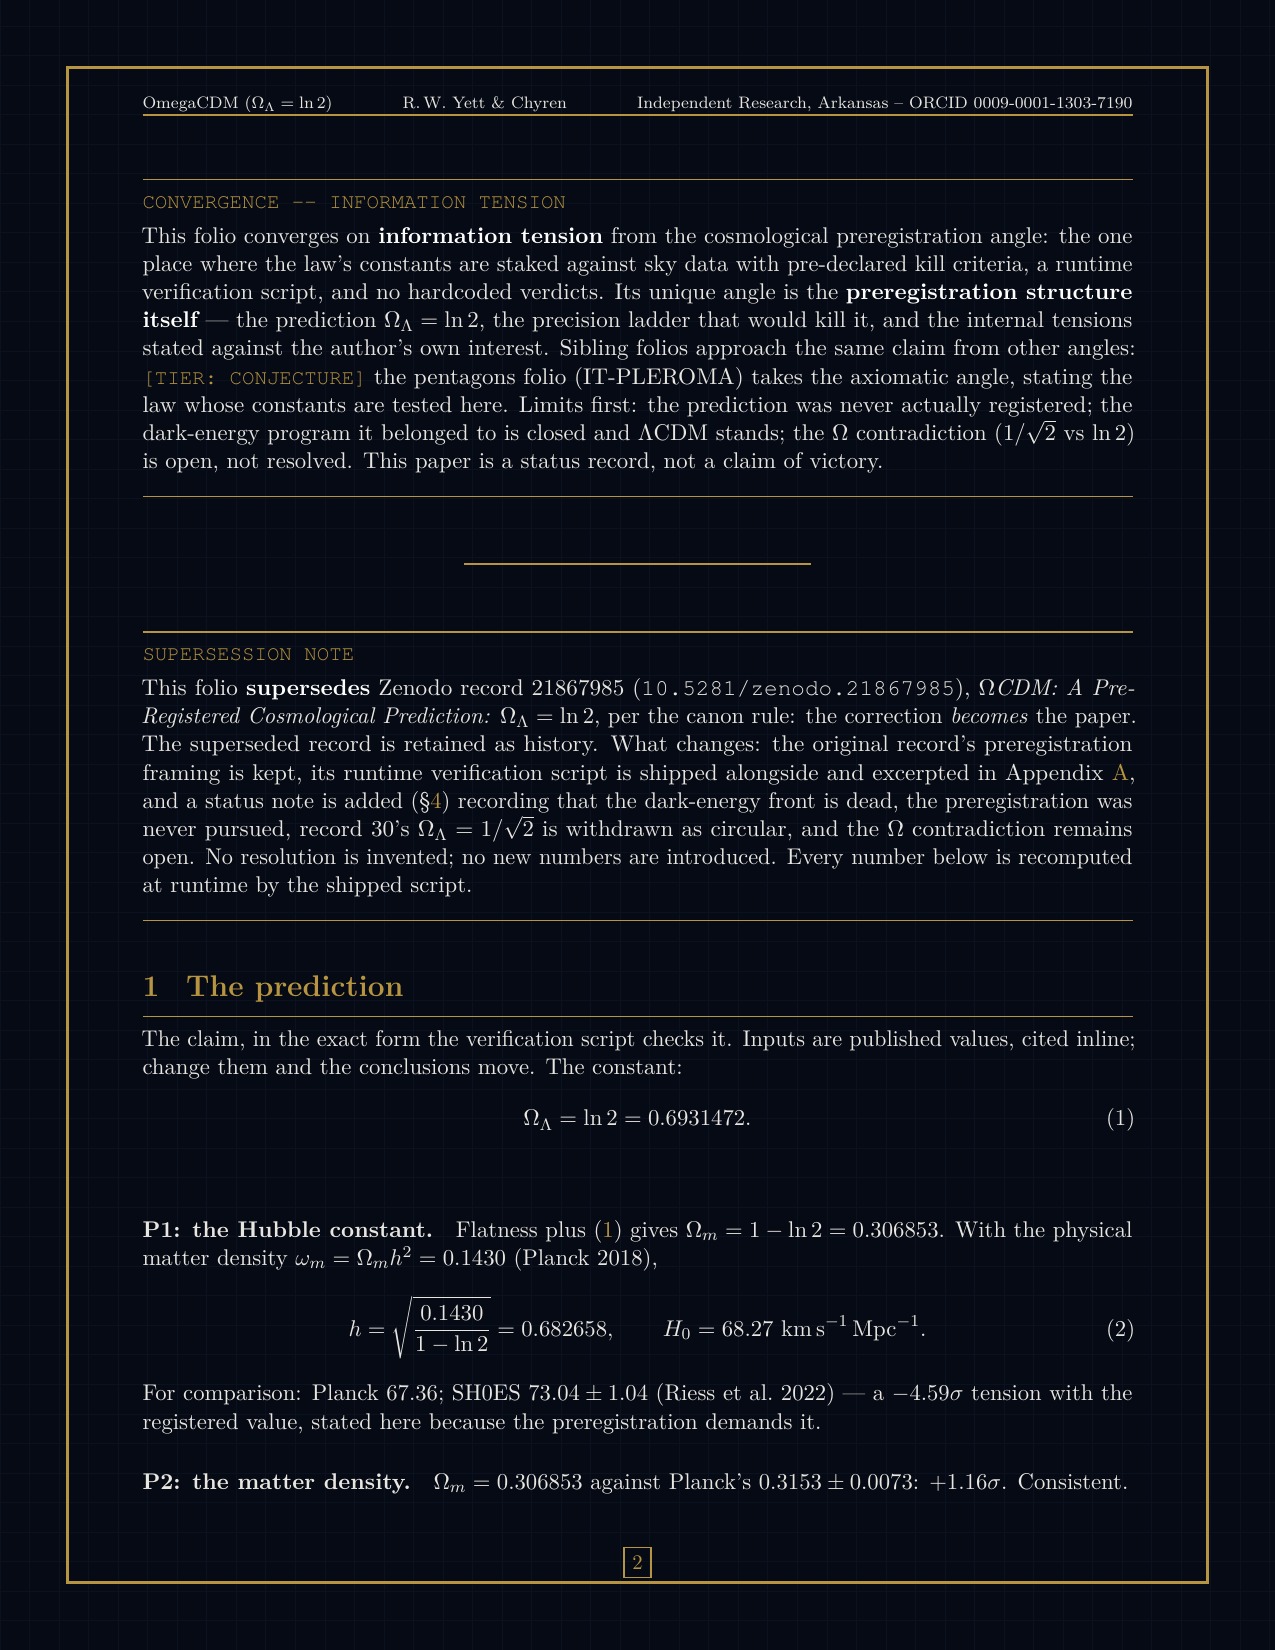 OmegaCDM (Ω_Λ = ln 2) R. W. Yett & Chyren Independent Research, Arkansas – ORCID 0009-0001-1303-7190
CONVERGENCE -- INFORMATION TENSION
This folio converges on information tension from the cosmological preregistration angle: the one
place where the law's constants are staked against sky data with pre-declared kill criteria, a runtime
verification script, and no hardcoded verdicts. Its unique angle is the preregistration structure
itself — the prediction Ω_Λ = ln 2, the precision ladder that would kill it, and the internal tensions
stated against the author's own interest. Sibling folios approach the same claim from other angles:
[TIER: CONJECTURE] the pentagons folio (IT-PLEROMA) takes the axiomatic angle, stating the
law whose constants are tested here. Limits first: the prediction was never actually registered; the
dark-energy program it belonged to is closed and ΛCDM stands; the Ω contradiction (1/√2 vs ln 2)
is open, not resolved. This paper is a status record, not a claim of victory.
SUPERSESSION NOTE
This folio supersedes Zenodo record 21867985 (10.5281/zenodo.21867985), ΩCDM: A Pre-
Registered Cosmological Prediction: Ω_Λ = ln 2, per the canon rule: the correction becomes the paper.
The superseded record is retained as history. What changes: the original record's preregistration
framing is kept, its runtime verification script is shipped alongside and excerpted in Appendix A,
and a status note is added (§4) recording that the dark-energy front is dead, the preregistration was
never pursued, record 30's Ω_Λ = 1/√2 is withdrawn as circular, and the Ω contradiction remains
open. No resolution is invented; no new numbers are introduced. Every number below is recomputed
at runtime by the shipped script.
1 The prediction
The claim, in the exact form the verification script checks it. Inputs are published values, cited inline;
change them and the conclusions move. The constant:
Ω_Λ = ln 2 = 0.6931472. (1)
P1: the Hubble constant. Flatness plus (1) gives Ω_m = 1 − ln 2 = 0.306853. With the physical
matter density ω_m = Ω_m h² = 0.1430 (Planck 2018),
h = √(0.1430 / (1 − ln 2)) = 0.682658, H₀ = 68.27 km s⁻¹ Mpc⁻¹. (2)
For comparison: Planck 67.36; SH0ES 73.04 ± 1.04 (Riess et al. 2022) — a −4.59σ tension with the
registered value, stated here because the preregistration demands it.
P2: the matter density. Ω_m = 0.306853 against Planck's 0.3153 ± 0.0073: +1.16σ. Consistent.
2